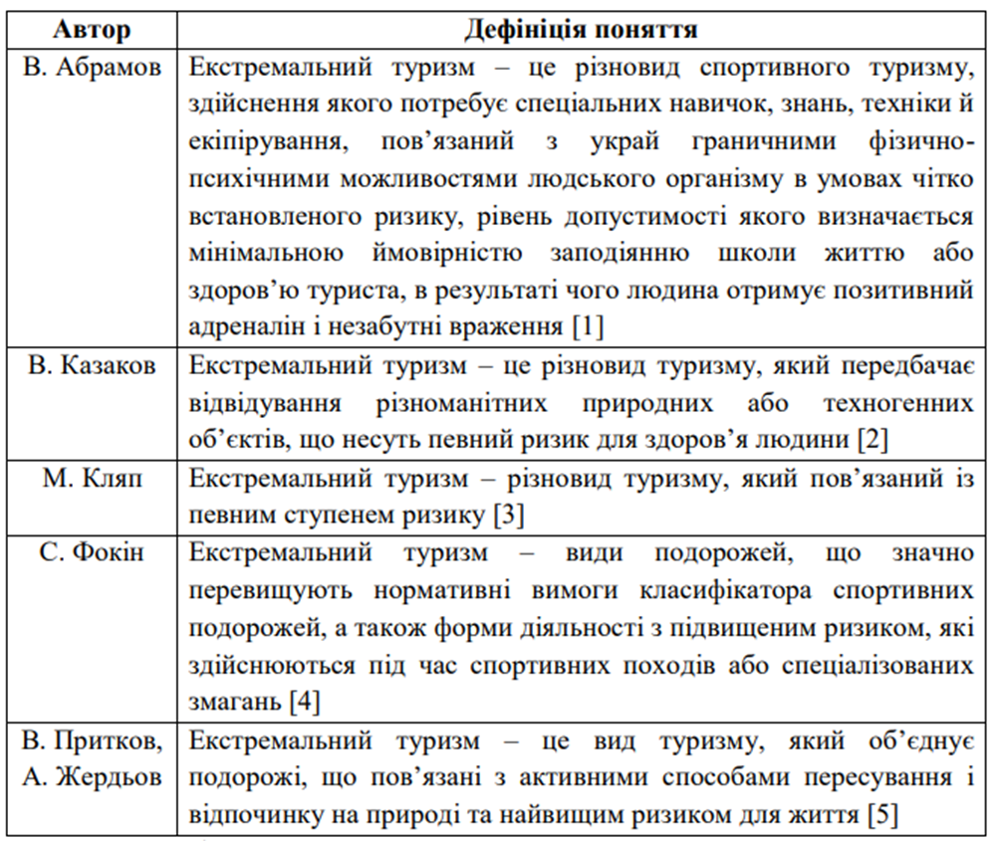 Автор Дефініція поняття
В. Абрамов Екстремальний туризм – це різновид спортивного туризму,
здійснення якого потребує спеціальних навичок, знань, техніки й
екіпірування, пов’язаний з украй граничними фізично-
психічними можливостями людського організму в умовах чітко
встановленого ризику, рівень допустимості якого визначається
мінімальною ймовірністю заподіянню школи життю або
здоров’ю туриста, в результаті чого людина отримує позитивний
адреналін і незабутні враження [1]
В. Казаков Екстремальний туризм – це різновид туризму, який передбачає
відвідування різноманітних природних або техногенних
об’єктів, що несуть певний ризик для здоров’я людини [2]
М. Кляп Екстремальний туризм – різновид туризму, який пов’язаний із
певним ступенем ризику [3]
С. Фокін Екстремальний туризм – види подорожей, що значно
перевищують нормативні вимоги класифікатора спортивних
подорожей, а також форми діяльності з підвищеним ризиком, які
здійснюються під час спортивних походів або спеціалізованих
змагань [4]
В. Притков, Екстремальний туризм – це вид туризму, який об’єднує
А. Жердьов подорожі, що пов’язані з активними способами пересування і
відпочинку на природі та найвищим ризиком для життя [5]